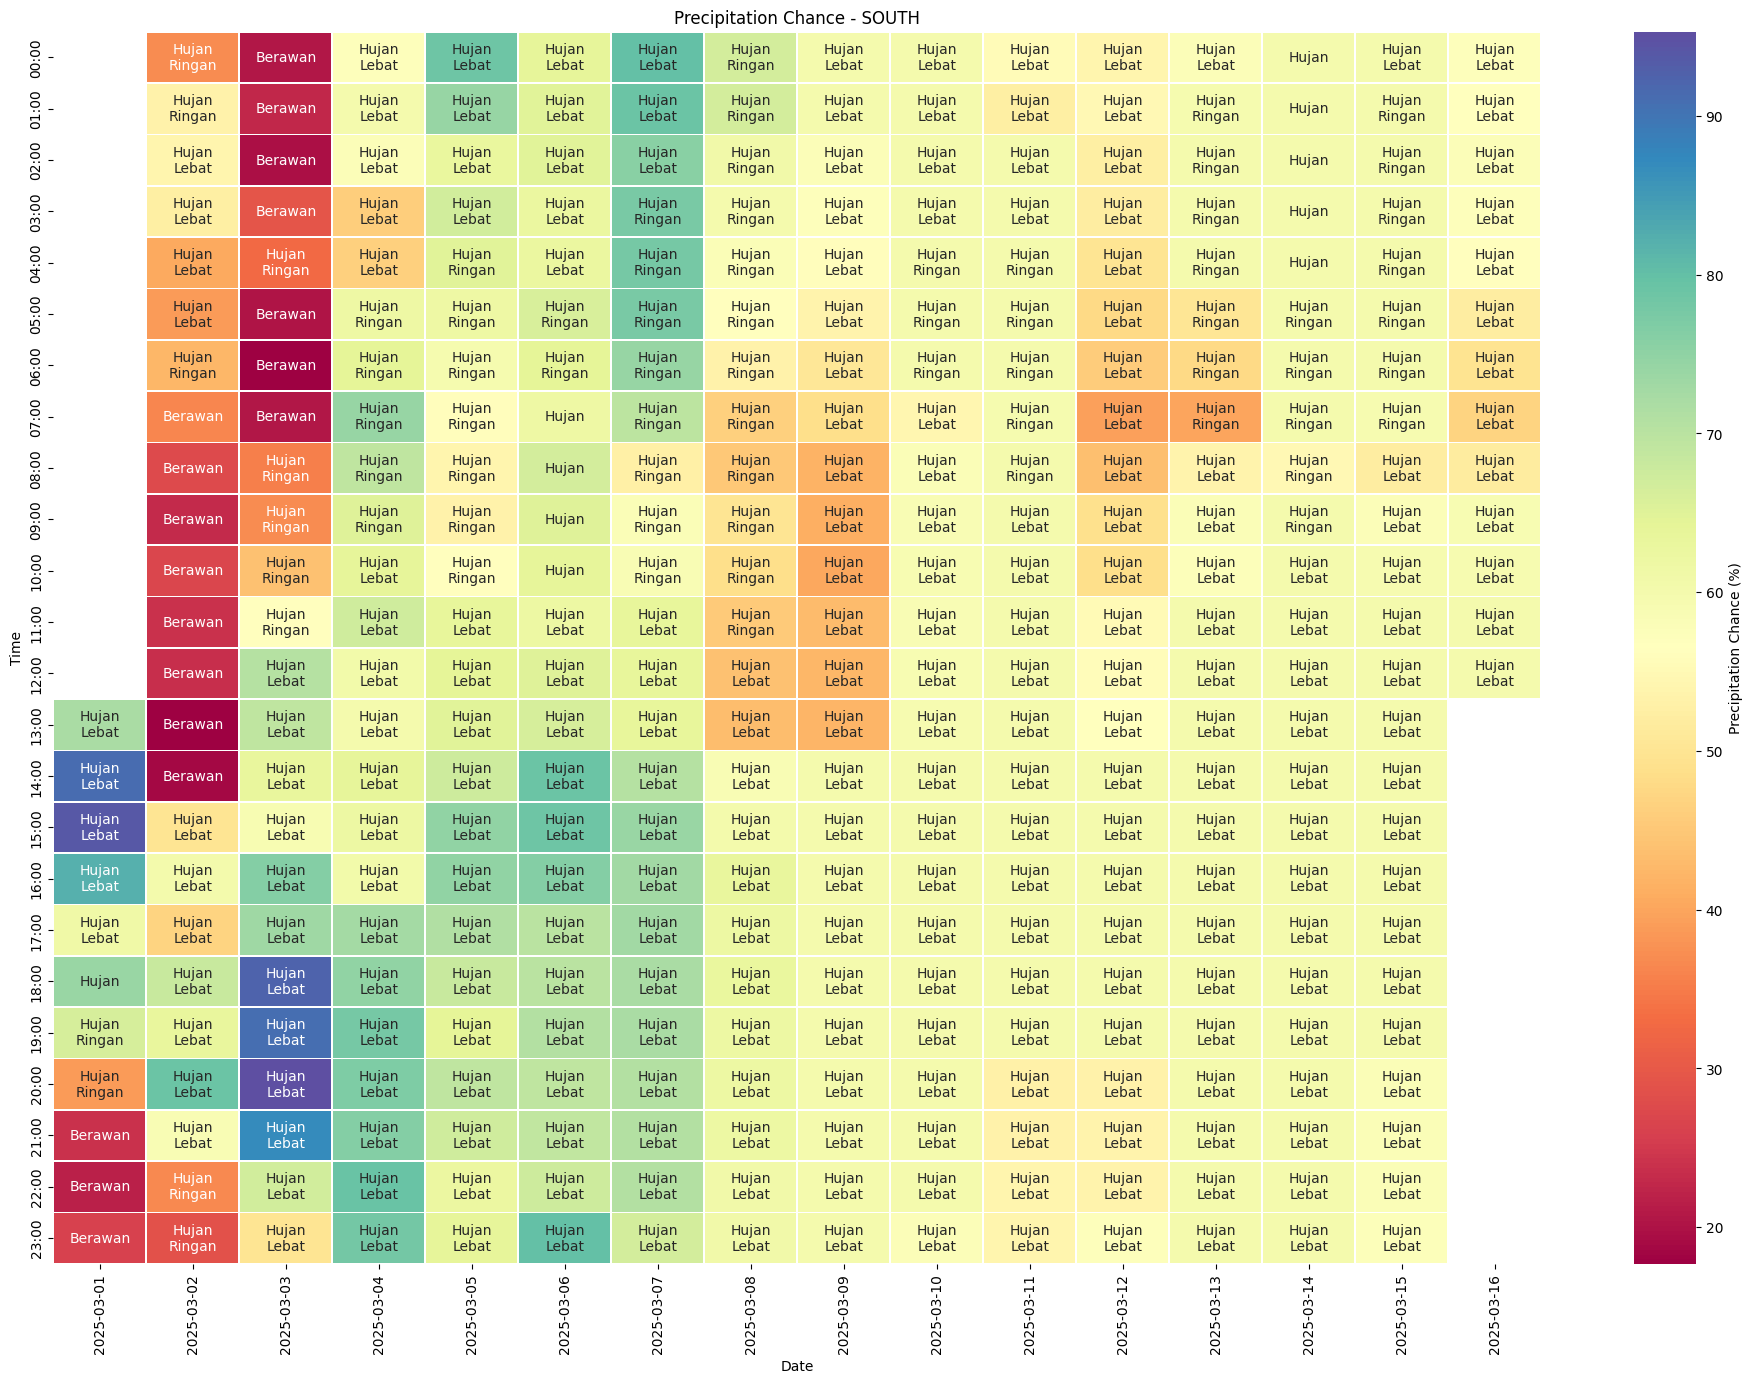 Precipitation Chance - SOUTH
00:00 Hujan Ringan Berawan Hujan Lebat Hujan Lebat Hujan Lebat Hujan Lebat Hujan Ringan Hujan Lebat Hujan Lebat Hujan Lebat Hujan Lebat Hujan Lebat Hujan Hujan Lebat Hujan Lebat
01:00 Hujan Ringan Berawan Hujan Lebat Hujan Lebat Hujan Lebat Hujan Lebat Hujan Ringan Hujan Lebat Hujan Lebat Hujan Lebat Hujan Lebat Hujan Ringan Hujan Hujan Ringan Hujan Lebat
02:00 Hujan Lebat Berawan Hujan Lebat Hujan Lebat Hujan Lebat Hujan Lebat Hujan Ringan Hujan Lebat Hujan Lebat Hujan Lebat Hujan Lebat Hujan Ringan Hujan Hujan Ringan Hujan Lebat
03:00 Hujan Lebat Berawan Hujan Lebat Hujan Lebat Hujan Lebat Hujan Ringan Hujan Ringan Hujan Lebat Hujan Lebat Hujan Lebat Hujan Lebat Hujan Ringan Hujan Hujan Ringan Hujan Lebat
04:00 Hujan Lebat Hujan Ringan Hujan Lebat Hujan Ringan Hujan Lebat Hujan Ringan Hujan Ringan Hujan Lebat Hujan Ringan Hujan Ringan Hujan Lebat Hujan Ringan Hujan Hujan Ringan Hujan Lebat
05:00 Hujan Lebat Berawan Hujan Ringan Hujan Ringan Hujan Ringan Hujan Ringan Hujan Ringan Hujan Lebat Hujan Ringan Hujan Ringan Hujan Lebat Hujan Ringan Hujan Ringan Hujan Ringan Hujan Lebat
06:00 Hujan Ringan Berawan Hujan Ringan Hujan Ringan Hujan Ringan Hujan Ringan Hujan Ringan Hujan Lebat Hujan Ringan Hujan Ringan Hujan Lebat Hujan Ringan Hujan Ringan Hujan Ringan Hujan Lebat
07:00 Berawan Berawan Hujan Ringan Hujan Ringan Hujan Hujan Ringan Hujan Ringan Hujan Lebat Hujan Lebat Hujan Ringan Hujan Lebat Hujan Ringan Hujan Ringan Hujan Ringan Hujan Lebat
08:00 Berawan Hujan Ringan Hujan Ringan Hujan Ringan Hujan Hujan Ringan Hujan Ringan Hujan Lebat Hujan Lebat Hujan Ringan Hujan Lebat Hujan Lebat Hujan Ringan Hujan Lebat Hujan Lebat
09:00 Berawan Hujan Ringan Hujan Ringan Hujan Ringan Hujan Hujan Ringan Hujan Ringan Hujan Lebat Hujan Lebat Hujan Lebat Hujan Lebat Hujan Lebat Hujan Ringan Hujan Lebat Hujan Lebat
10:00 Berawan Hujan Ringan Hujan Lebat Hujan Ringan Hujan Hujan Ringan Hujan Ringan Hujan Lebat Hujan Lebat Hujan Lebat Hujan Lebat Hujan Lebat Hujan Lebat Hujan Lebat Hujan Lebat
11:00 Berawan Hujan Ringan Hujan Lebat Hujan Lebat Hujan Lebat Hujan Lebat Hujan Ringan Hujan Lebat Hujan Lebat Hujan Lebat Hujan Lebat Hujan Lebat Hujan Lebat Hujan Lebat Hujan Lebat
12:00 Berawan Hujan Lebat Hujan Lebat Hujan Lebat Hujan Lebat Hujan Lebat Hujan Lebat Hujan Lebat Hujan Lebat Hujan Lebat Hujan Lebat Hujan Lebat Hujan Lebat Hujan Lebat Hujan Lebat
13:00 Hujan Lebat Berawan Hujan Lebat Hujan Lebat Hujan Lebat Hujan Lebat Hujan Lebat Hujan Lebat Hujan Lebat Hujan Lebat Hujan Lebat Hujan Lebat Hujan Lebat Hujan Lebat Hujan Lebat
14:00 Hujan Lebat Berawan Hujan Lebat Hujan Lebat Hujan Lebat Hujan Lebat Hujan Lebat Hujan Lebat Hujan Lebat Hujan Lebat Hujan Lebat Hujan Lebat Hujan Lebat Hujan Lebat Hujan Lebat
15:00 Hujan Lebat Hujan Lebat Hujan Lebat Hujan Lebat Hujan Lebat Hujan Lebat Hujan Lebat Hujan Lebat Hujan Lebat Hujan Lebat Hujan Lebat Hujan Lebat Hujan Lebat Hujan Lebat Hujan Lebat
16:00 Hujan Lebat Hujan Lebat Hujan Lebat Hujan Lebat Hujan Lebat Hujan Lebat Hujan Lebat Hujan Lebat Hujan Lebat Hujan Lebat Hujan Lebat Hujan Lebat Hujan Lebat Hujan Lebat Hujan Lebat
17:00 Hujan Lebat Hujan Lebat Hujan Lebat Hujan Lebat Hujan Lebat Hujan Lebat Hujan Lebat Hujan Lebat Hujan Lebat Hujan Lebat Hujan Lebat Hujan Lebat Hujan Lebat Hujan Lebat Hujan Lebat
18:00 Hujan Hujan Lebat Hujan Lebat Hujan Lebat Hujan Lebat Hujan Lebat Hujan Lebat Hujan Lebat Hujan Lebat Hujan Lebat Hujan Lebat Hujan Lebat Hujan Lebat Hujan Lebat Hujan Lebat
19:00 Hujan Ringan Hujan Lebat Hujan Lebat Hujan Lebat Hujan Lebat Hujan Lebat Hujan Lebat Hujan Lebat Hujan Lebat Hujan Lebat Hujan Lebat Hujan Lebat Hujan Lebat Hujan Lebat Hujan Lebat
20:00 Hujan Ringan Hujan Lebat Hujan Lebat Hujan Lebat Hujan Lebat Hujan Lebat Hujan Lebat Hujan Lebat Hujan Lebat Hujan Lebat Hujan Lebat Hujan Lebat Hujan Lebat Hujan Lebat Hujan Lebat
21:00 Berawan Hujan Lebat Hujan Lebat Hujan Lebat Hujan Lebat Hujan Lebat Hujan Lebat Hujan Lebat Hujan Lebat Hujan Lebat Hujan Lebat Hujan Lebat Hujan Lebat Hujan Lebat Hujan Lebat
22:00 Berawan Hujan Ringan Hujan Lebat Hujan Lebat Hujan Lebat Hujan Lebat Hujan Lebat Hujan Lebat Hujan Lebat Hujan Lebat Hujan Lebat Hujan Lebat Hujan Lebat Hujan Lebat Hujan Lebat
23:00 Berawan Hujan Ringan Hujan Lebat Hujan Lebat Hujan Lebat Hujan Lebat Hujan Lebat Hujan Lebat Hujan Lebat Hujan Lebat Hujan Lebat Hujan Lebat Hujan Lebat Hujan Lebat Hujan Lebat
Time
2025-03-01 2025-03-02 2025-03-03 2025-03-04 2025-03-05 2025-03-06 2025-03-07 2025-03-08 2025-03-09 2025-03-10 2025-03-11 2025-03-12 2025-03-13 2025-03-14 2025-03-15 2025-03-16
Date
90
80
70
60
50
40
30
20
Precipitation Chance (%)